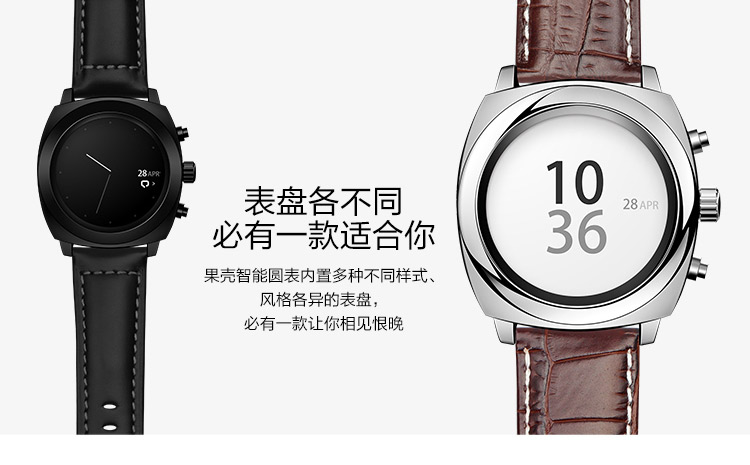 28 APR
表盘各不同
必有一款适合你
果壳智能圆表内置多种不同样式、
风格各异的表盘，
必有一款让你相见恨晚
10
36
28 APR